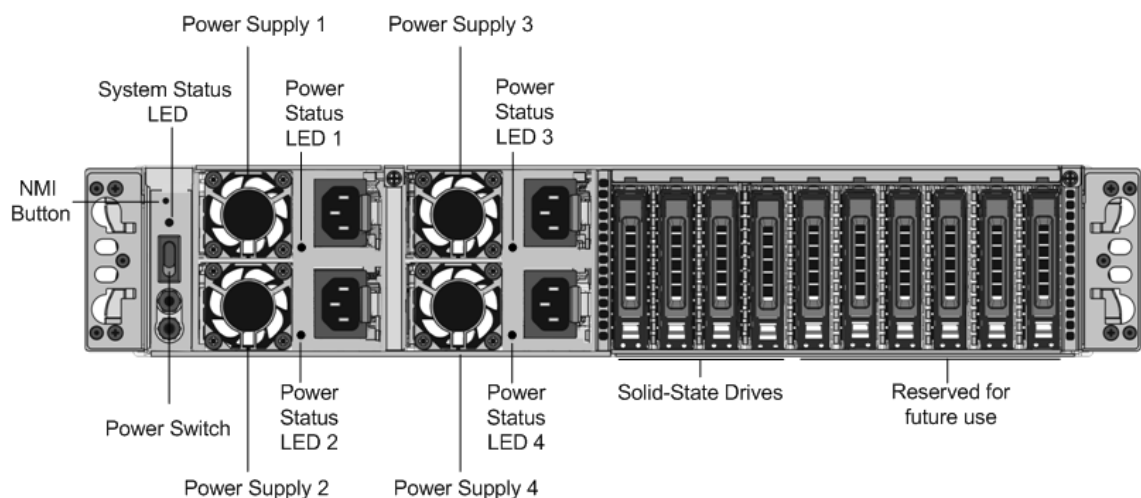 Power Supply 1
Power Supply 3
System Status
LED
Power
Status
LED 1
Power
Status
LED 3
NMI
Button
Power Switch
Power
Status
LED 2
Power
Status
LED 4
Solid-State Drives
Reserved for
future use
Power Supply 2
Power Supply 4